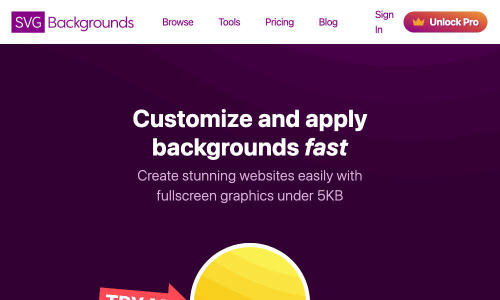 SVG Backgrounds
Browse
Tools
Pricing
Blog
Sign In
Unlock Pro
Customize and apply
backgrounds fast
Create stunning websites easily with
fullscreen graphics under 5KB
TRY